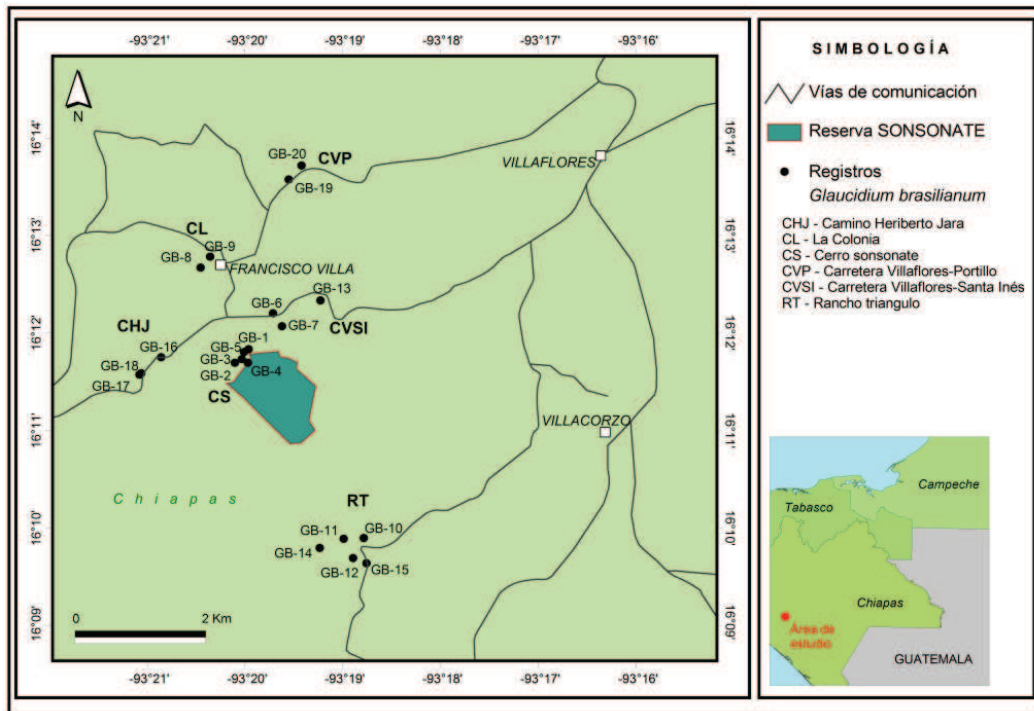 -93°21' -93°20' -93°19' -93°18' -93°17' -93°16'
16°14' 16°14'
16°13' 16°13'
16°12' 16°12'
16°11' 16°11'
16°10' 16°10'
16°09' 16°09'
N
GB-20 CVP
GB-19
VILLAFLORES
CL
GB-9
GB-8
FRANCISCO VILLA
GB-13
GB-6
GB-7
CVSI
CHJ
GB-16
GB-18
GB-17
GB-1
GB-5
GB-3
GB-4
GB-2
CS
VILLACORZO
Chiapas
RT
GB-11 GB-10
GB-14
GB-12 GB-15
0 2 Km
-93°21' -93°20' -93°19' -93°18' -93°17' -93°16'
SIMBOLOGÍA
Vías de comunicación
Reserva SONSONATE
Registros
Glaucidium brasilianum
CHJ - Camino Heriberto Jara
CL - La Colonia
CS - Cerro sonsonate
CVP - Carretera Villaflores-Portillo
CVSI - Carretera Villaflores-Santa Inés
RT - Rancho triangulo
Campeche
Tabasco
Chiapas
Área de
estudio
GUATEMALA